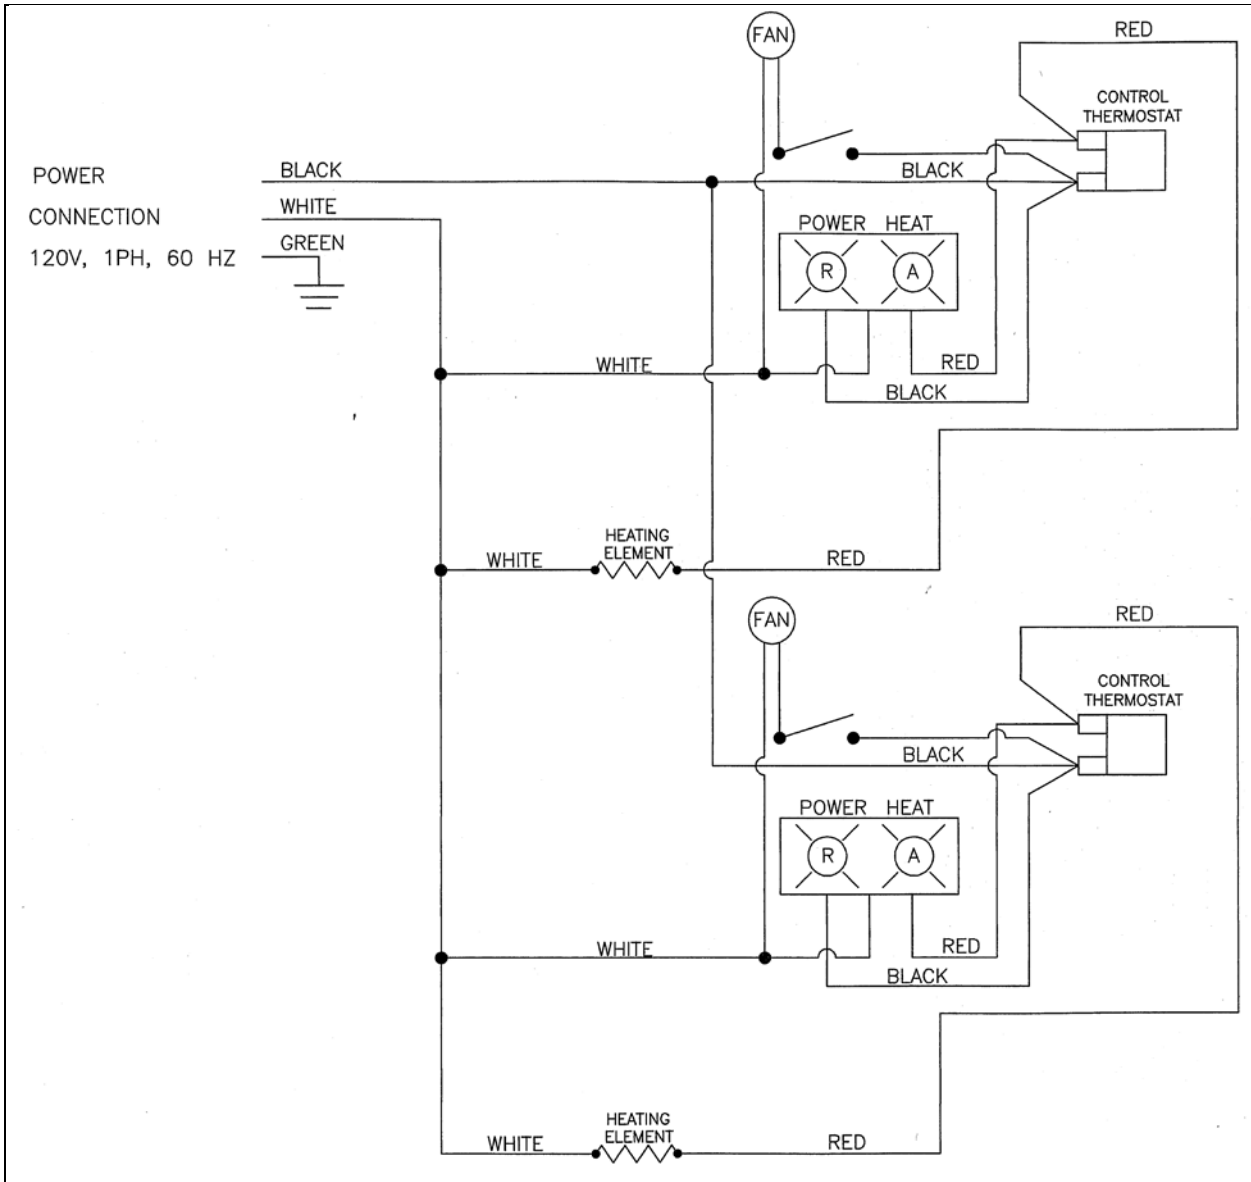 FAN
RED
CONTROL
THERMOSTAT
POWER
BLACK
BLACK
CONNECTION
WHITE
120V, 1PH, 60 HZ
GREEN
POWER HEAT
R A
WHITE
RED
BLACK
HEATING
ELEMENT
WHITE
RED
FAN
RED
CONTROL
THERMOSTAT
BLACK
POWER HEAT
R A
WHITE
RED
BLACK
HEATING
ELEMENT
WHITE
RED